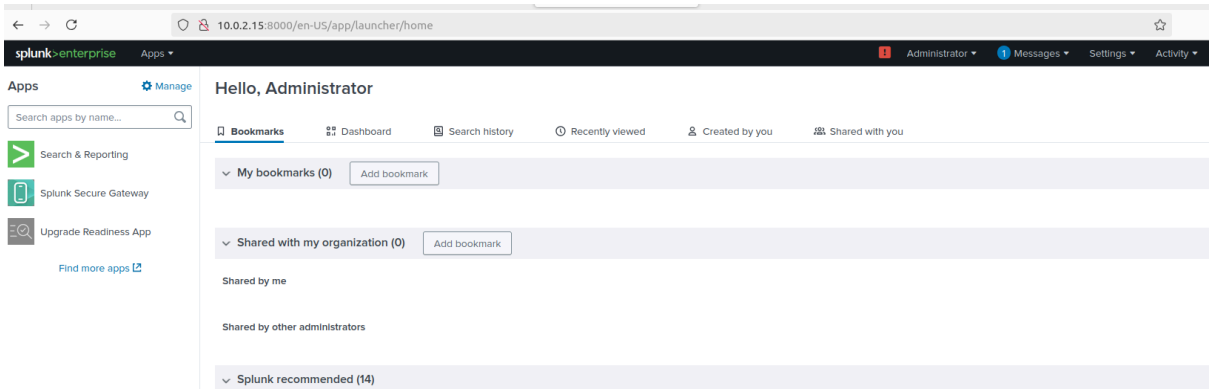 10.0.2.15:8000/en-US/app/launcher/home
splunk>enterprise Apps ▾ ! Administrator ▾ 1 Messages ▾ Settings ▾ Activity ▾
Apps Manage
Search apps by name...
Search & Reporting
Splunk Secure Gateway
Upgrade Readiness App
Find more apps
Hello, Administrator
Bookmarks Dashboard Search history Recently viewed Created by you Shared with you
My bookmarks (0) Add bookmark
Shared with my organization (0) Add bookmark
Shared by me
Shared by other administrators
Splunk recommended (14)